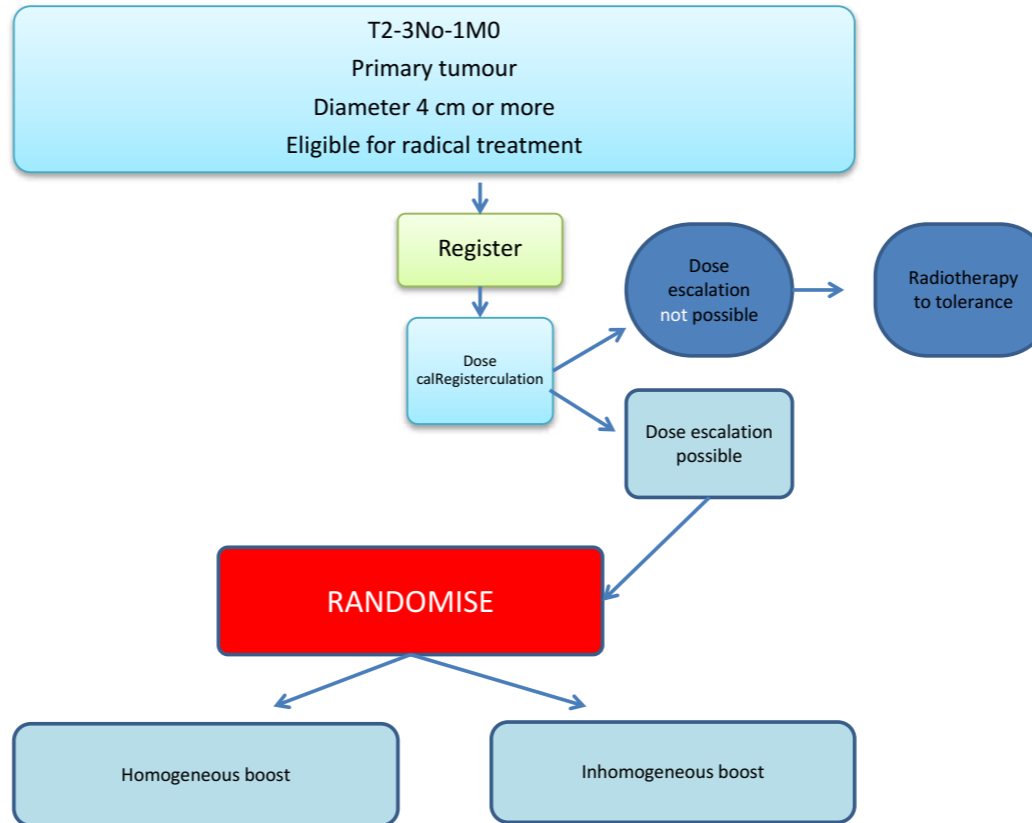 T2-3No-1M0
Primary tumour
Diameter 4 cm or more
Eligible for radical treatment
Register
Dose
escalation
not possible
Radiotherapy
to tolerance
Dose
calRegisterculation
Dose escalation
possible
RANDOMISE
Homogeneous boost
Inhomogeneous boost